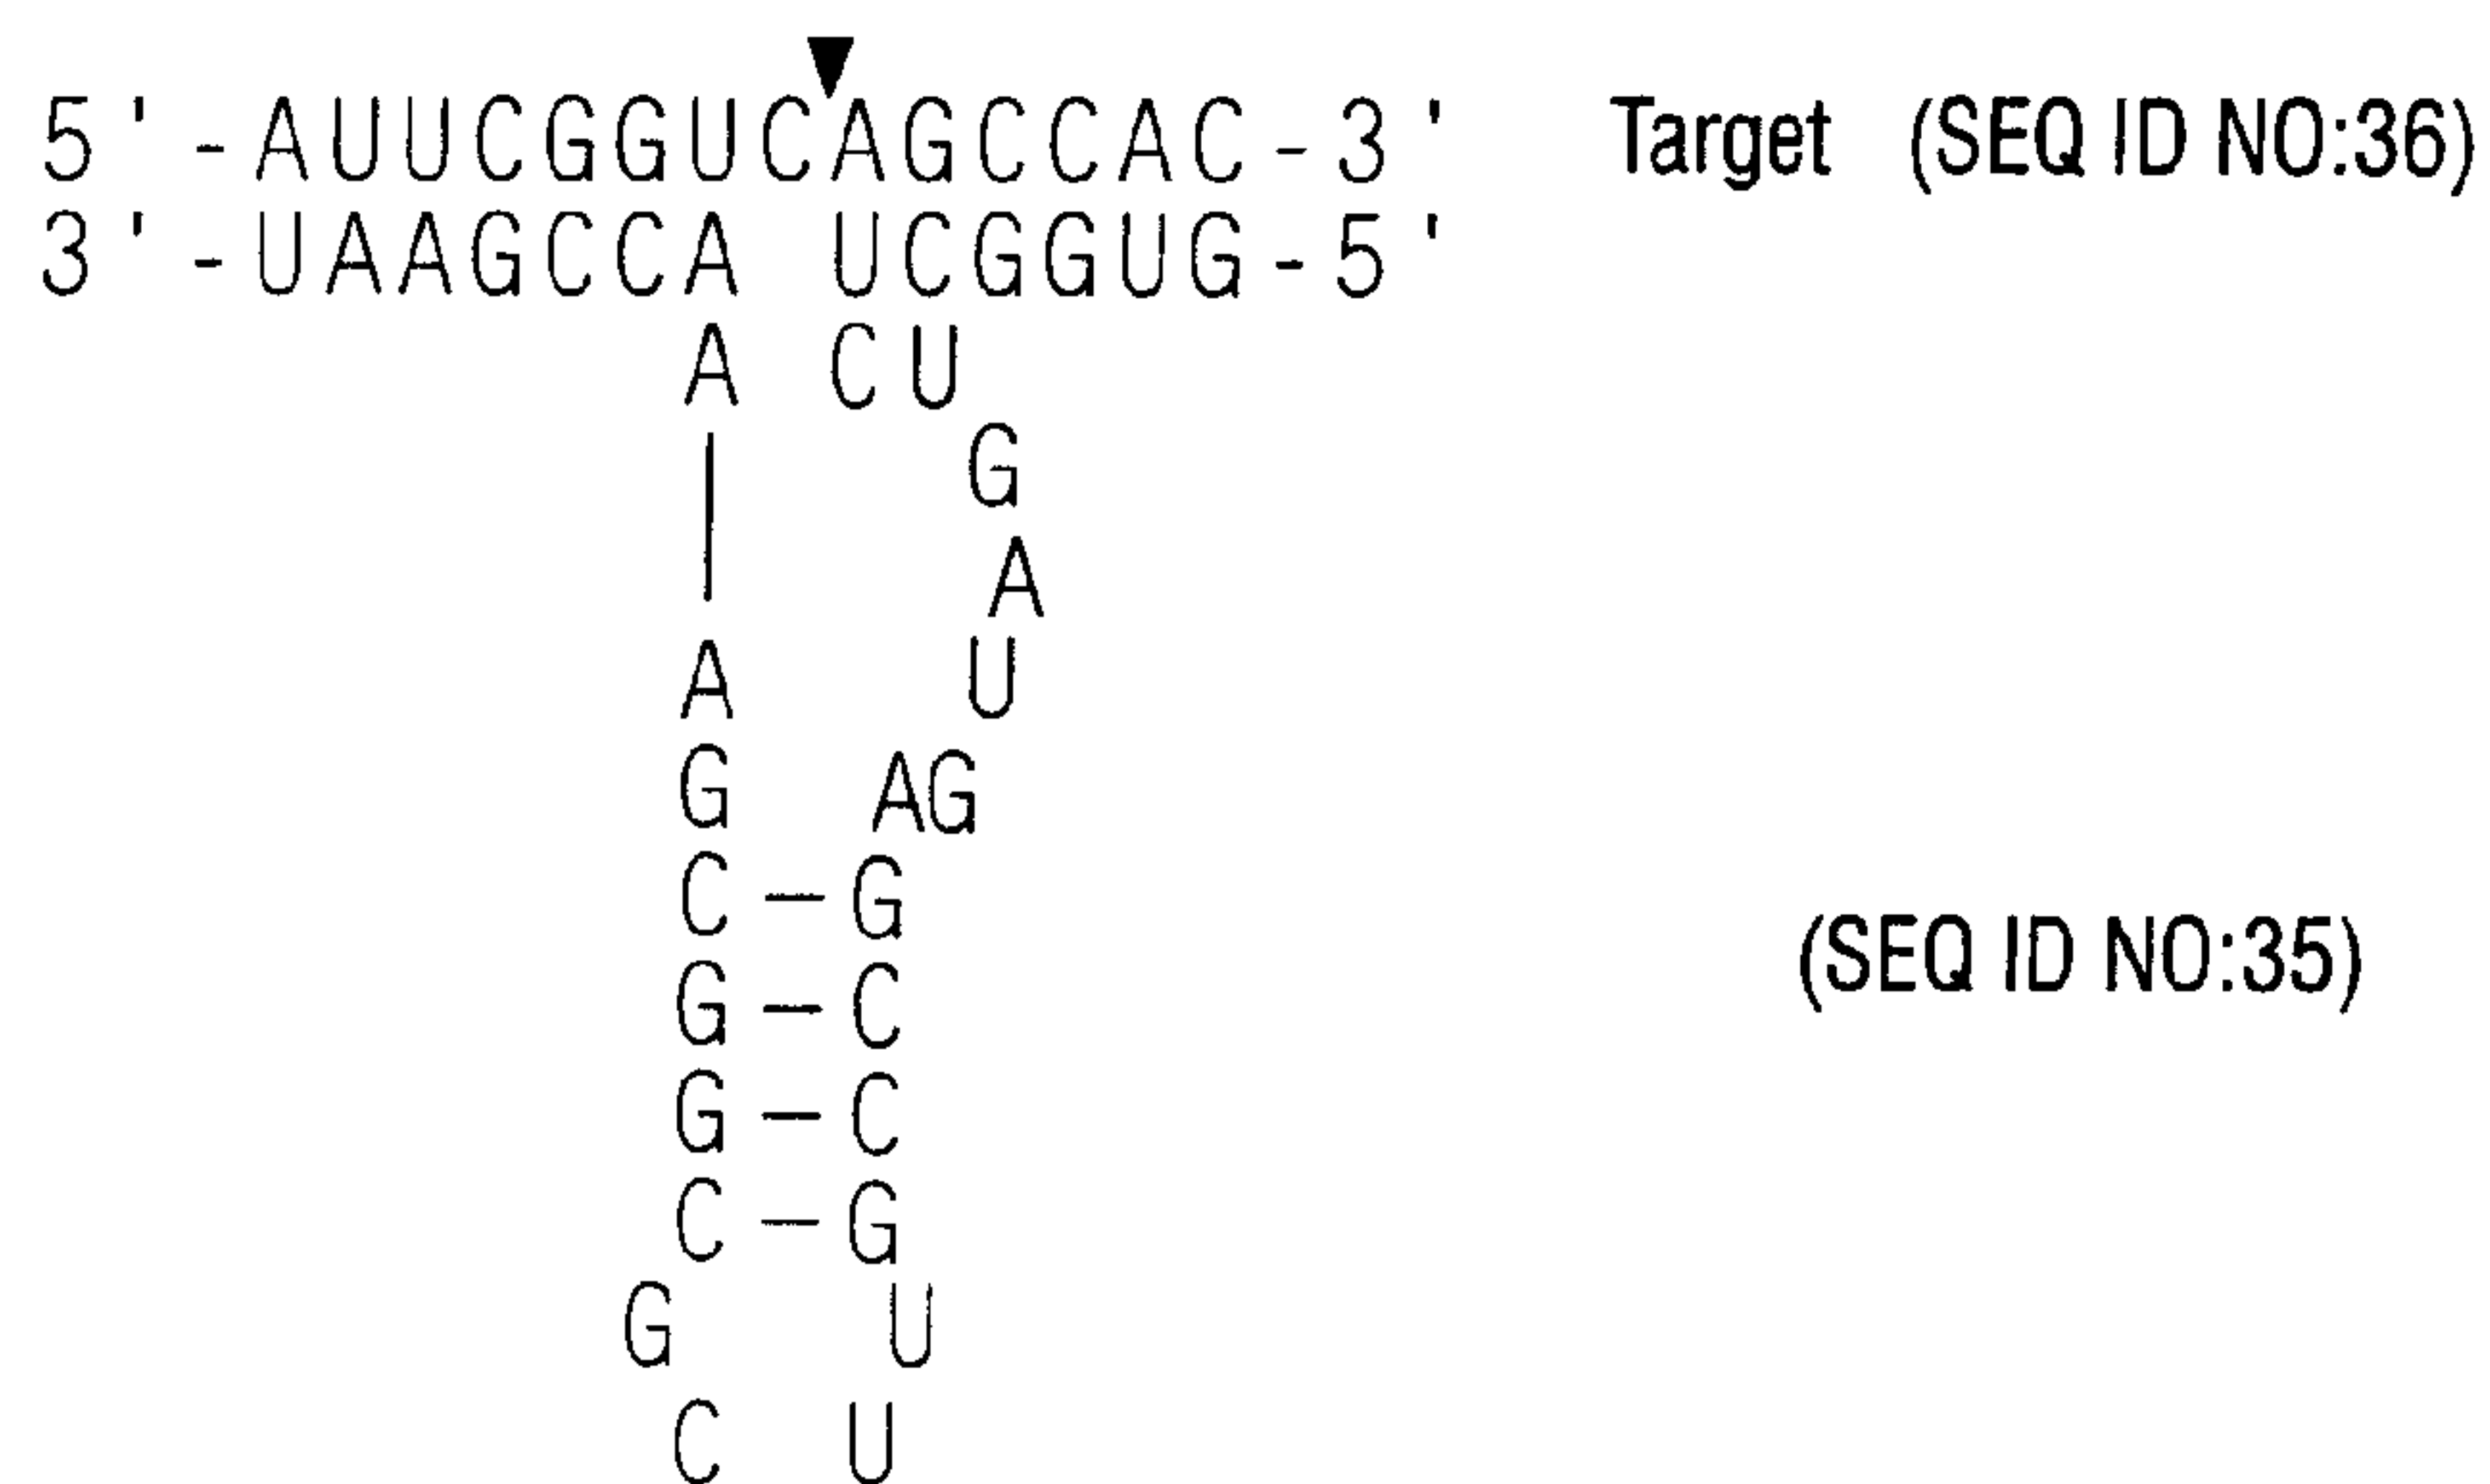 5'-AUUCGGUCAGCCAC-3' Target (SEQ ID NO:36)
3'-UAAGCCA UCGGUG-5'
A CU
G
A
A U
G AG
C-G
G-C (SEQ ID NO:35)
G-C
C-G
G U
C U